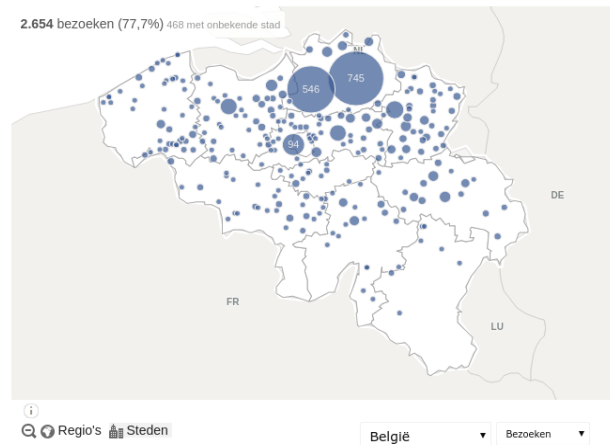 2.654 bezoeken (77,7%) 468 met onbekende stad
NL
546
745
94
DE
FR
LU
i
Regio's Steden
België ▼
Bezoeken ▼